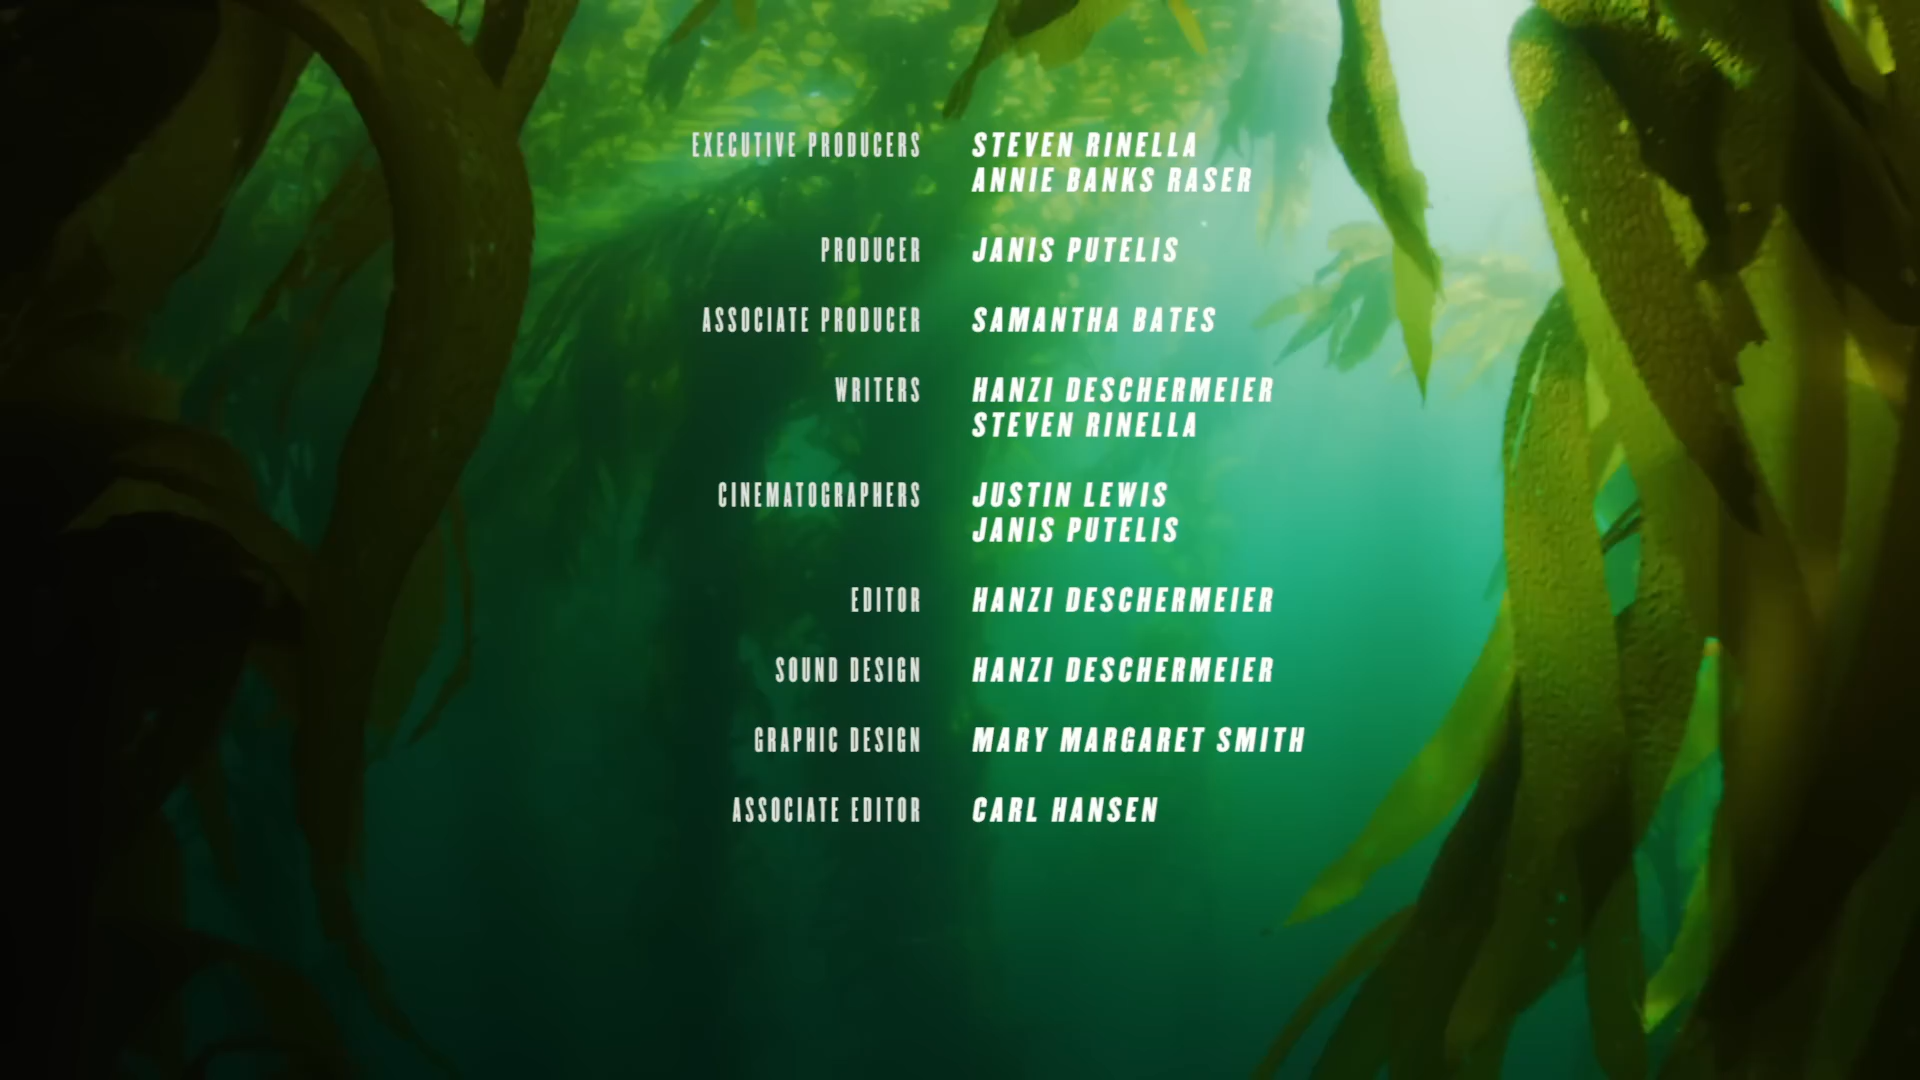 EXECUTIVE PRODUCERS STEVEN RINELLA
ANNIE BANKS RASER
PRODUCER JANIS PUTELIS
ASSOCIATE PRODUCER SAMANTHA BATES
WRITERS HANZI DESCHERMEIER
STEVEN RINELLA
CINEMATOGRAPHERS JUSTIN LEWIS
JANIS PUTELIS
EDITOR HANZI DESCHERMEIER
SOUND DESIGN HANZI DESCHERMEIER
GRAPHIC DESIGN MARY MARGARET SMITH
ASSOCIATE EDITOR CARL HANSEN